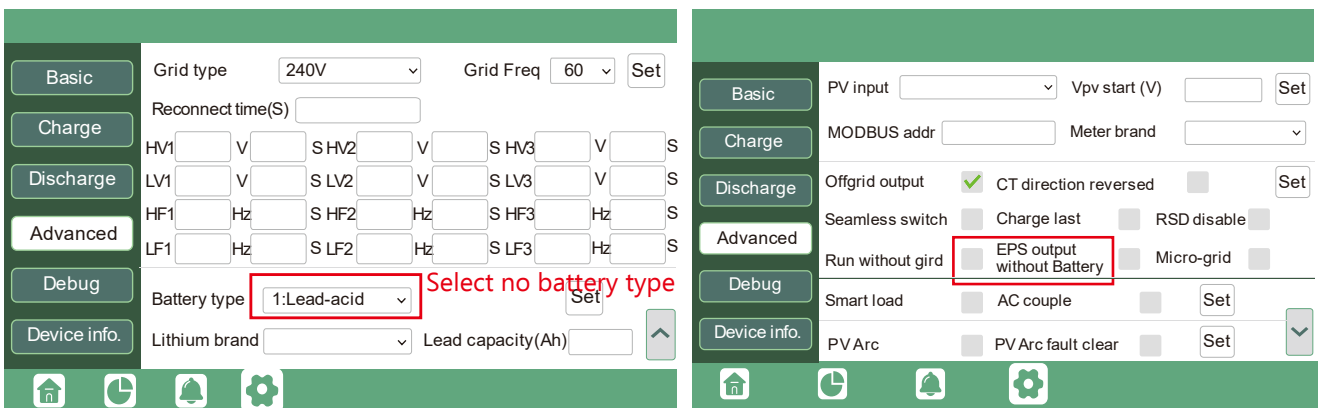 Basic
Charge
Discharge
Advanced
Debug
Device info.
Grid type 240V Grid Freq 60 Set
Reconnect time(S)
HV1 V S HV2 V S HV3 V S
LV1 V S LV2 V S LV3 V S
HF1 Hz S HF2 Hz S HF3 Hz S
LF1 Hz S LF2 Hz S LF3 Hz S
Select no battery type
Battery type 1:Lead-acid Set
Lithium brand Lead capacity(Ah)
Basic
Charge
Discharge
Advanced
Debug
Device info.
PV input Vpv start (V) Set
MODBUS addr Meter brand
Offgrid output CT direction reversed Set
Seamless switch Charge last RSD disable
Run without gird EPS output
without Battery Micro-grid
Smart load AC couple Set
PV Arc PV Arc fault clear Set